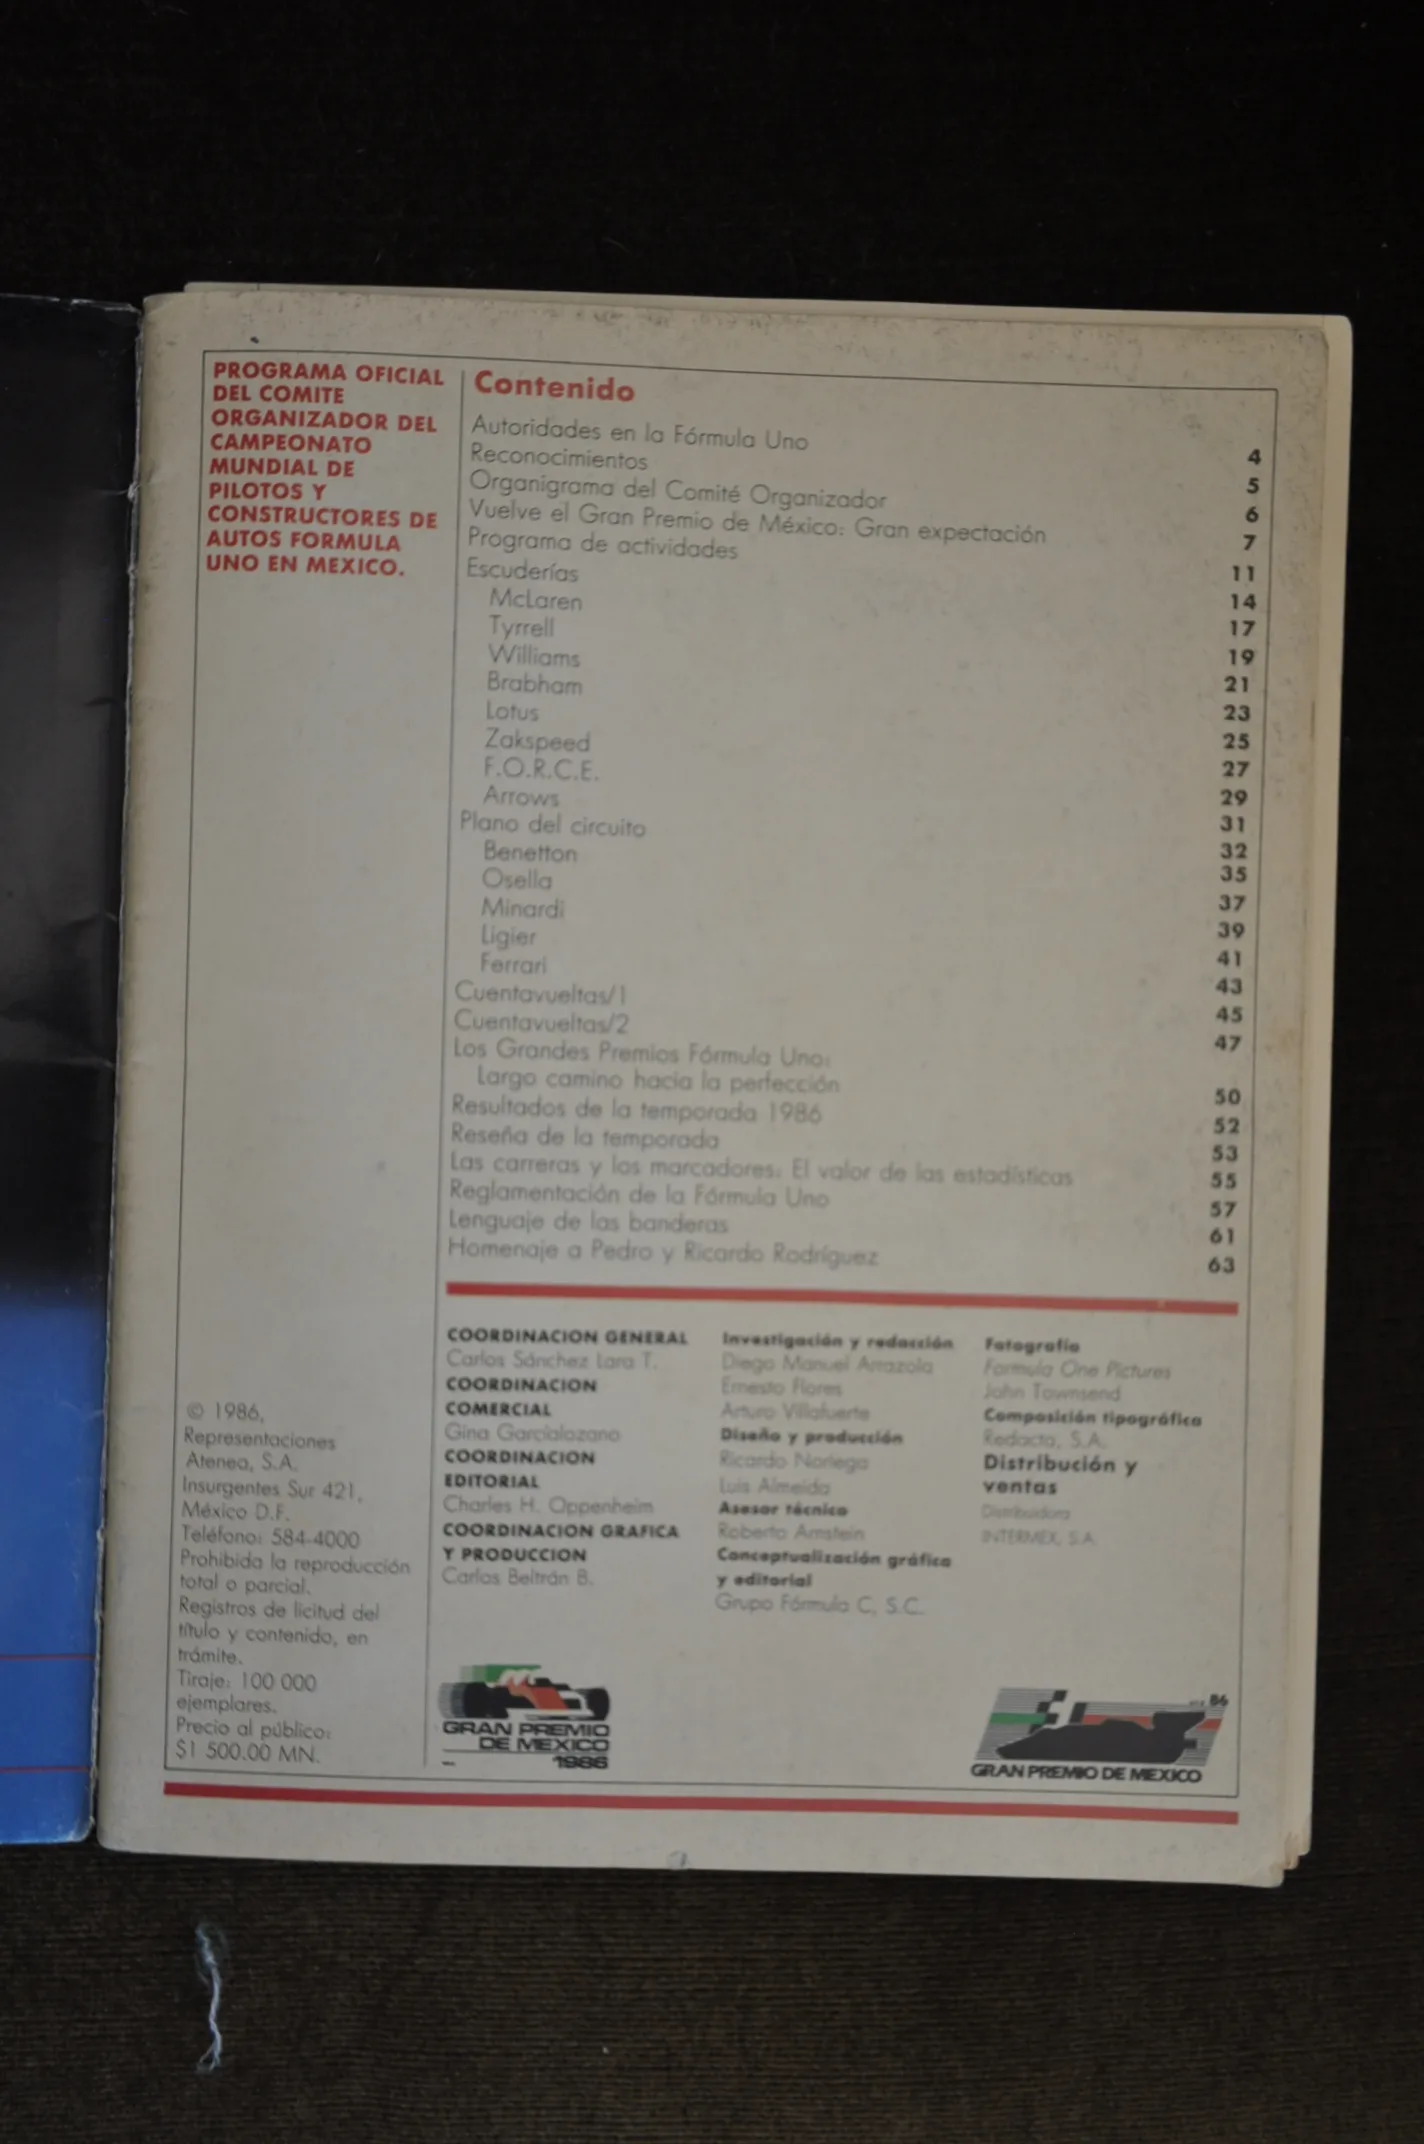 PROGRAMA OFICIAL
DEL COMITE
ORGANIZADOR DEL
CAMPEONATO
MUNDIAL DE
PILOTOS Y
CONSTRUCTORES DE
AUTOS FORMULA
UNO EN MEXICO.
© 1986,
Representaciones
Atenea, S.A.
Insurgentes Sur 421,
México D.F.
Teléfono: 584-4000
Prohibida la reproducción
total o parcial.
Registros de licitud del
título y contenido, en
trámite.
Tiraje: 100 000
ejemplares.
Precio al público:
$1 500.00 MN.
Contenido
Autoridades en la Fórmula Uno 4
Reconocimientos 5
Organigrama del Comité Organizador 6
Vuelve el Gran Premio de México: Gran expectación 7
Programa de actividades 11
Escuderías 14
McLaren 17
Tyrrell 19
Williams 21
Brabham 23
Lotus 25
Zakspeed 27
F.O.R.C.E. 29
Arrows 31
Plano del circuito 32
Benetton 35
Osella 37
Minardi 39
Ligier 41
Ferrari 43
Cuentavueltas/1 45
Cuentavueltas/2 47
Los Grandes Premios Fórmula Uno:
Largo camino hacia la perfección 50
Resultados de la temporada 1986 52
Reseña de la temporada 53
Las carreras y los marcadores: El valor de las estadísticas 55
Reglamentación de la Fórmula Uno 57
Lenguaje de las banderas 61
Homenaje a Pedro y Ricardo Rodríguez 63
COORDINACION GENERAL
Carlos Sánchez Lara T.
COORDINACION
COMERCIAL
Gina Garcíalozano
COORDINACION
EDITORIAL
Charles H. Oppenheim
COORDINACION GRAFICA
Y PRODUCCION
Carlos Beltrán B.
Investigación y redacción
Diego Manuel Arrazola
Ernesto Flores
Arturo Villafuerte
Diseño y producción
Ricardo Noriega
Luis Almeida
Asesor técnico
Roberto Arnstein
Conceptualización gráfica
y editorial
Grupo Fórmula C, S.C.
Fotografía
Formula One Pictures
John Townsend
Composición tipográfica
Redacta, S.A.
Distribución y
ventas
Distribuidora
INTERMEX, S.A.
GRAN PREMIO
DE MEXICO
1986
86
GRAN PREMIO DE MEXICO